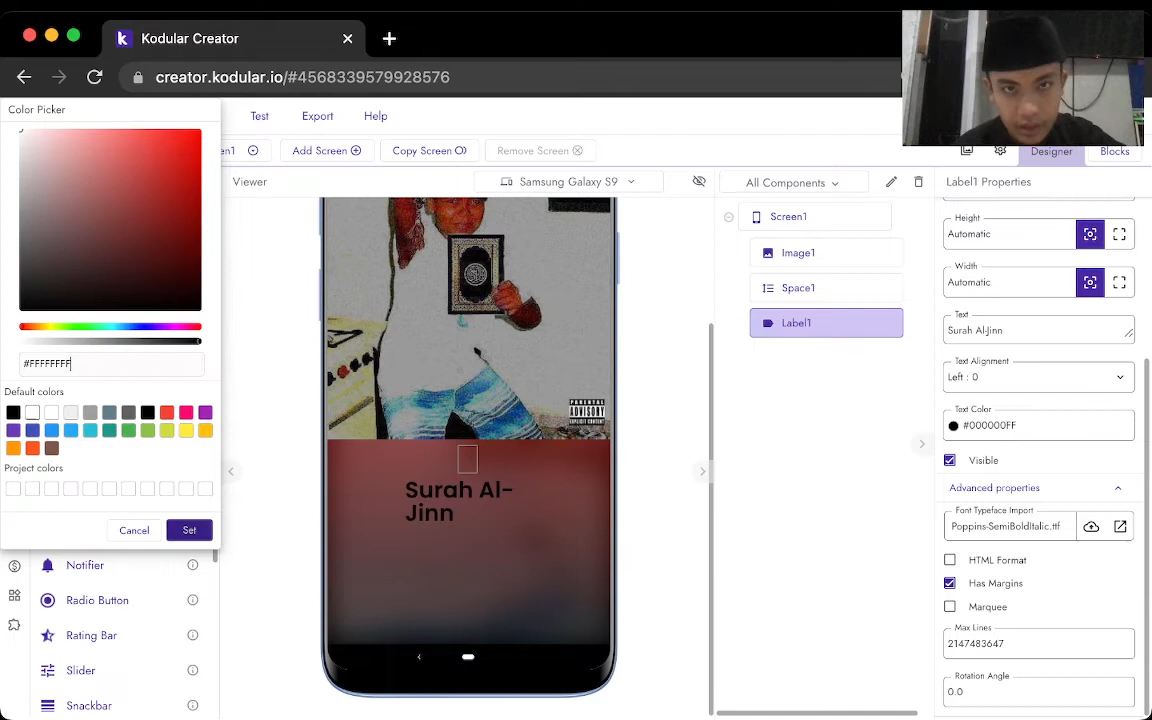 Kodular Creator
creator.kodular.io/#4568339579928576
Color Picker
Test
Export
Help
Add Screen
Copy Screen
Remove Screen
Designer
Blocks
Viewer
Samsung Galaxy S9
All Components
Label1 Properties
Screen1
Image1
Space1
Label1
Height
Automatic
Width
Automatic
Text
Surah Al-Jinn
Text Alignment
Left : 0
Text Color
#000000FF
Visible
Advanced properties
Font Typeface Import
Poppins-SemiBoldItalic.ttf
HTML Format
Has Margins
Marquee
Max Lines
2147483647
Rotation Angle
0.0
#FFFFFFFF
Default colors
Project colors
Cancel
Set
Notifier
Radio Button
Rating Bar
Slider
Snackbar
PARENTAL
ADVISORY
EXPLICIT CONTENT
Surah Al-
Jinn